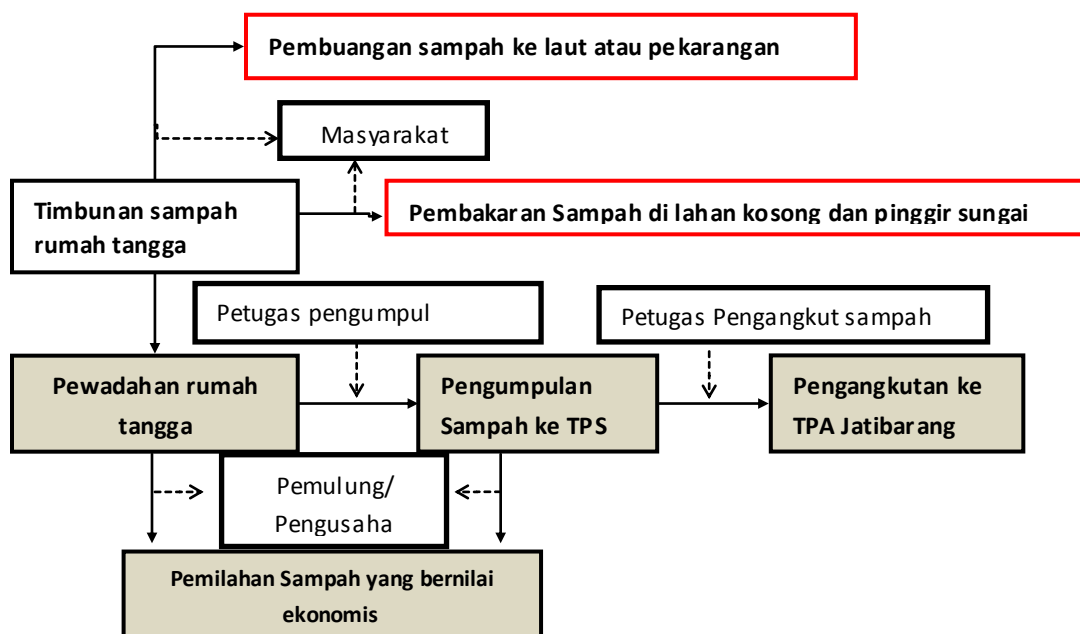 Pembuangan sampah ke laut atau pekarangan
Masyarakat
Timbunan sampah
rumah tangga
Pembakaran Sampah di lahan kosong dan pinggir sungai
Petugas pengumpul
Petugas Pengangkut sampah
Pewadahan rumah
tangga
Pengumpulan
Sampah ke TPS
Pengangkutan ke
TPA Jatibarang
Pemulung/
Pengusaha
Pemilahan Sampah yang bernilai
ekonomis